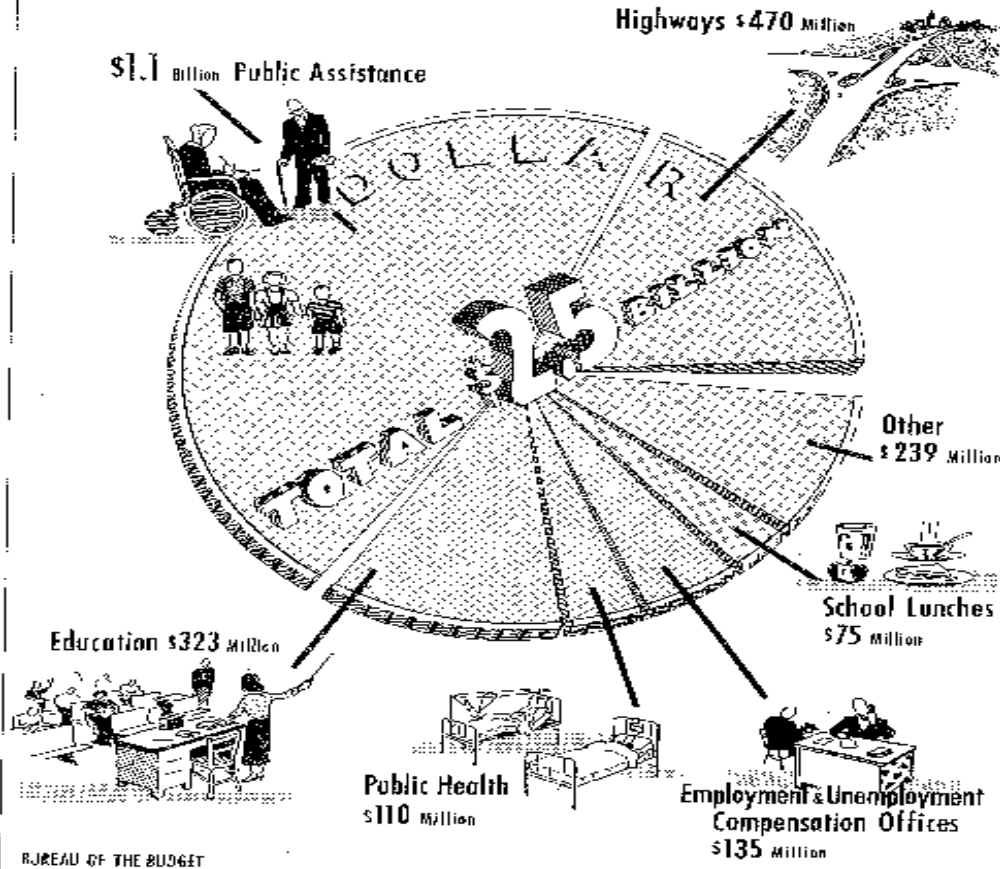 Highways $470 Million
$1.1 Billion Public Assistance
DOLLAR
TOTAL
$2.5
BILLION
Other
$239 Million
School Lunches
$75 Million
Education $323 Million
Public Health
$110 Million
Employment & Unemployment
Compensation Offices
$135 Million
BUREAU OF THE BUDGET